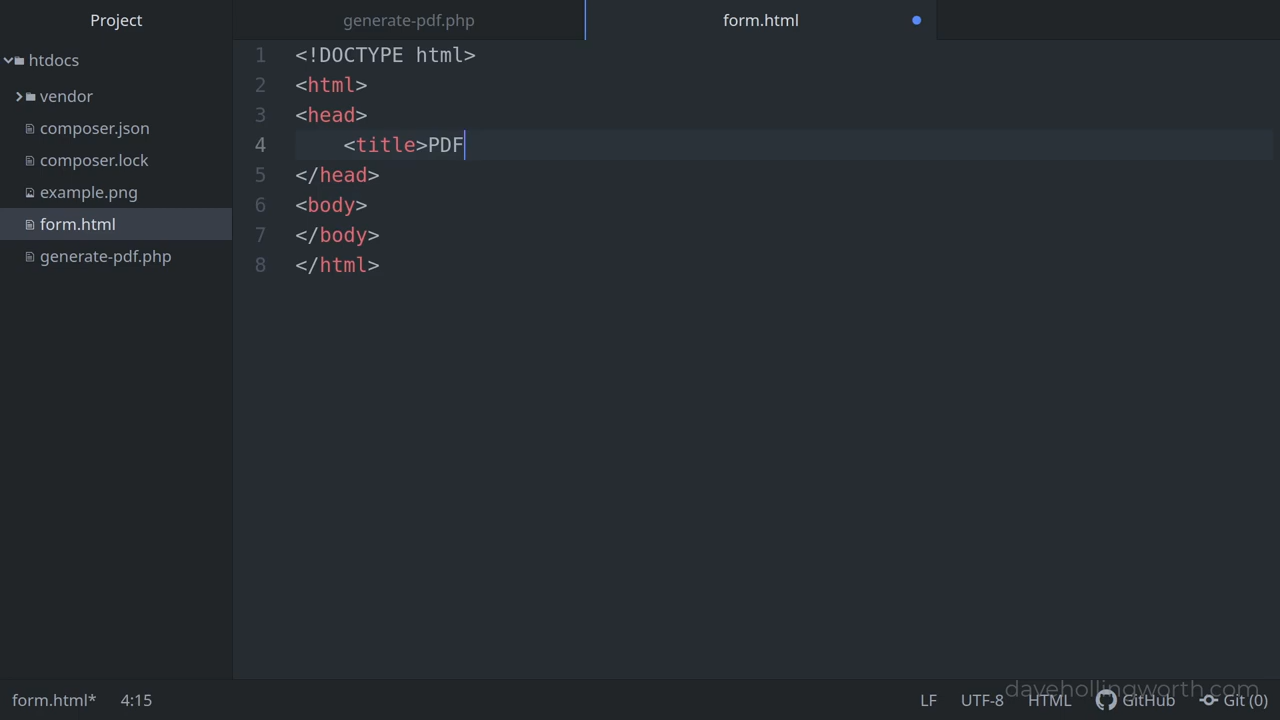 Project
generate-pdf.php
form.html
htdocs
vendor
composer.json
composer.lock
example.png
form.html
generate-pdf.php
1 <!DOCTYPE html>
2 <html>
3 <head>
4     <title>PDF
5 </head>
6 <body>
7 </body>
8 </html>
davehollingworth.com
form.html* 4:15 LF UTF-8 HTML GitHub Git (0)